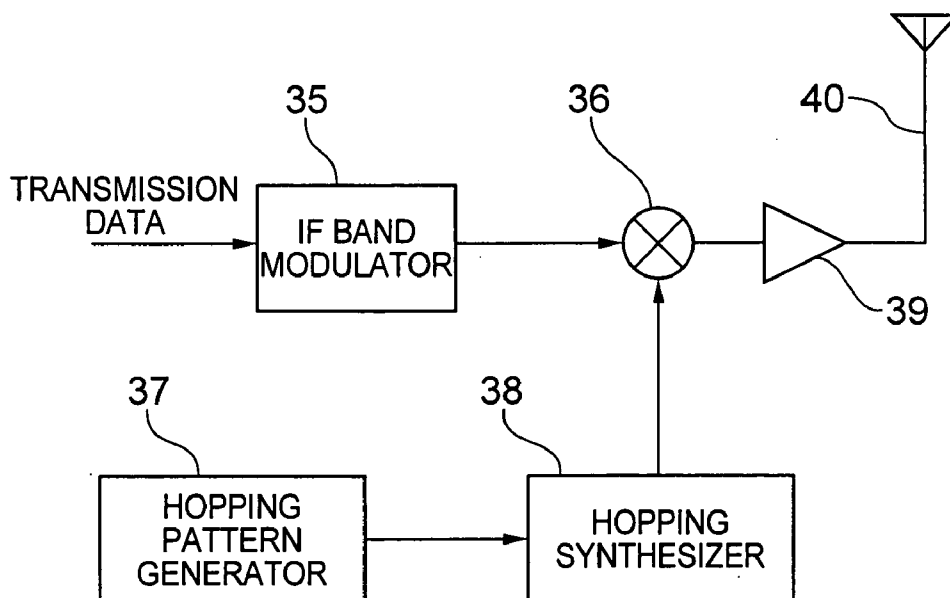 35
36
40
TRANSMISSION
DATA
IF BAND
MODULATOR
39
37
38
HOPPING
PATTERN
GENERATOR
HOPPING
SYNTHESIZER